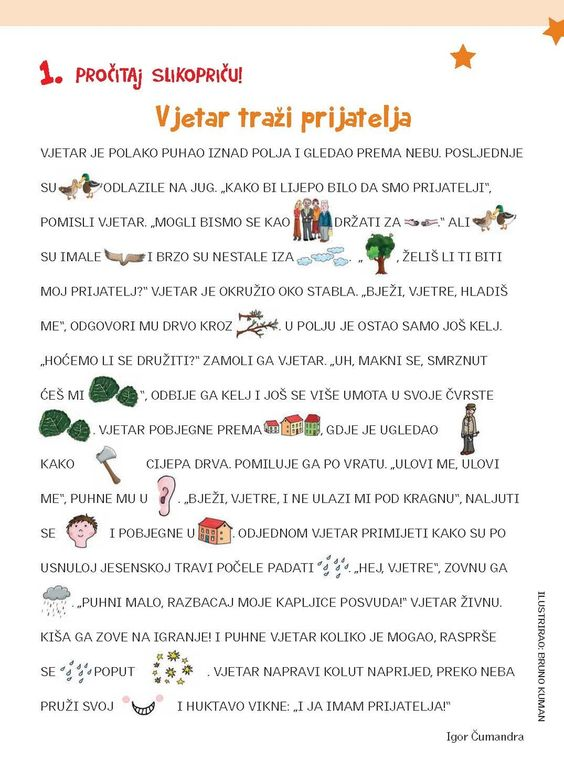 1. PROČITAJ SLIKOPRIČU!
Vjetar traži prijatelja
VJETAR JE POLAKO PUHAO IZNAD POLJA I GLEDAO PREMA NEBU. POSLJEDNJE
SU ODLAZILE NA JUG. „KAKO BI LIJEPO BILO DA SMO PRIJATELJI“,
POMISLI VJETAR. „MOGLI BISMO SE KAO DRŽATI ZA .“ ALI
SU IMALE I BRZO SU NESTALE IZA . „ , ŽELIŠ LI TI BITI
MOJ PRIJATELJ?“ VJETAR JE OKRUŽIO OKO STABLA. „BJEŽI, VJETRE, HLADIŠ
ME“, ODGOVORI MU DRVO KROZ . U POLJU JE OSTAO SAMO JOŠ KELJ.
„HOĆEMO LI SE DRUŽITI?“ ZAMOLI GA VJETAR. „UH, MAKNI SE, SMRZNUT
ĆEŠ MI “, ODBIJE GA KELJ I JOŠ SE VIŠE UMOTA U SVOJE ČVRSTE
. VJETAR POBJEGNE PREMA , GDJE JE UGLEDAO
KAKO CIJEPA DRVA. POMILUJE GA PO VRATU. „ULOVI ME, ULOVI
ME“, PUHNE MU U . „BJEŽI, VJETRE, I NE ULAZI MI POD KRAGNU“, NALJUTI
SE I POBJEGNE U . ODJEDNOM VJETAR PRIMIJETI KAKO SU PO
USNULOJ JESENSKOJ TRAVI POČELE PADATI . „HEJ, VJETRE“, ZOVNU GA
. „PUHNI MALO, RAZBACAJ MOJE KAPLJICE POSVUDA!“ VJETAR ŽIVNU.
KIŠA GA ZOVE NA IGRANJE! I PUHNE VJETAR KOLIKO JE MOGAO, RASPRŠE
SE POPUT . VJETAR NAPRAVI KOLUT NAPRIJED, PREKO NEBA
PRUŽI SVOJ I HUKTAVO VIKNE: „I JA IMAM PRIJATELJA!“
Igor Čumandra
ILUSTRIRAO: BRUNO KUMAN